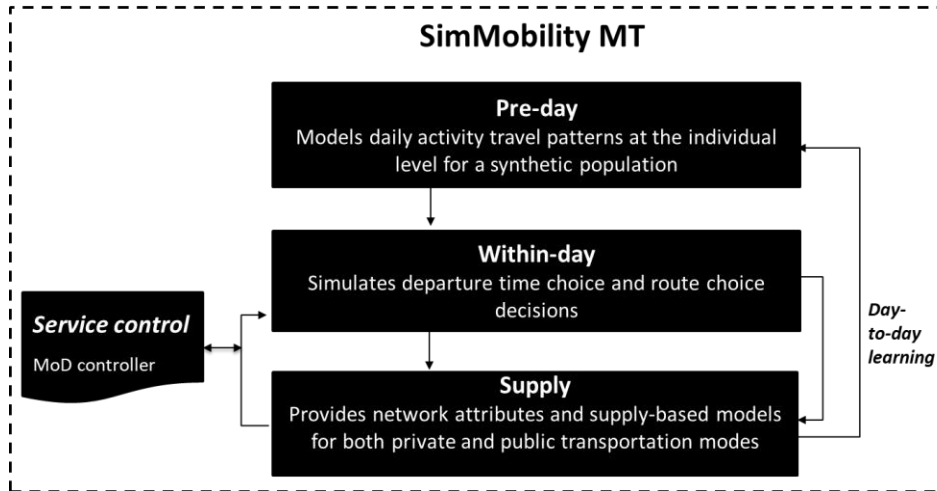 SimMobility MT
Pre-day
Models daily activity travel patterns at the individual
level for a synthetic population
Within-day
Simulates departure time choice and route choice
decisions
Service control
MoD controller
Day-
to-day
learning
Supply
Provides network attributes and supply-based models
for both private and public transportation modes